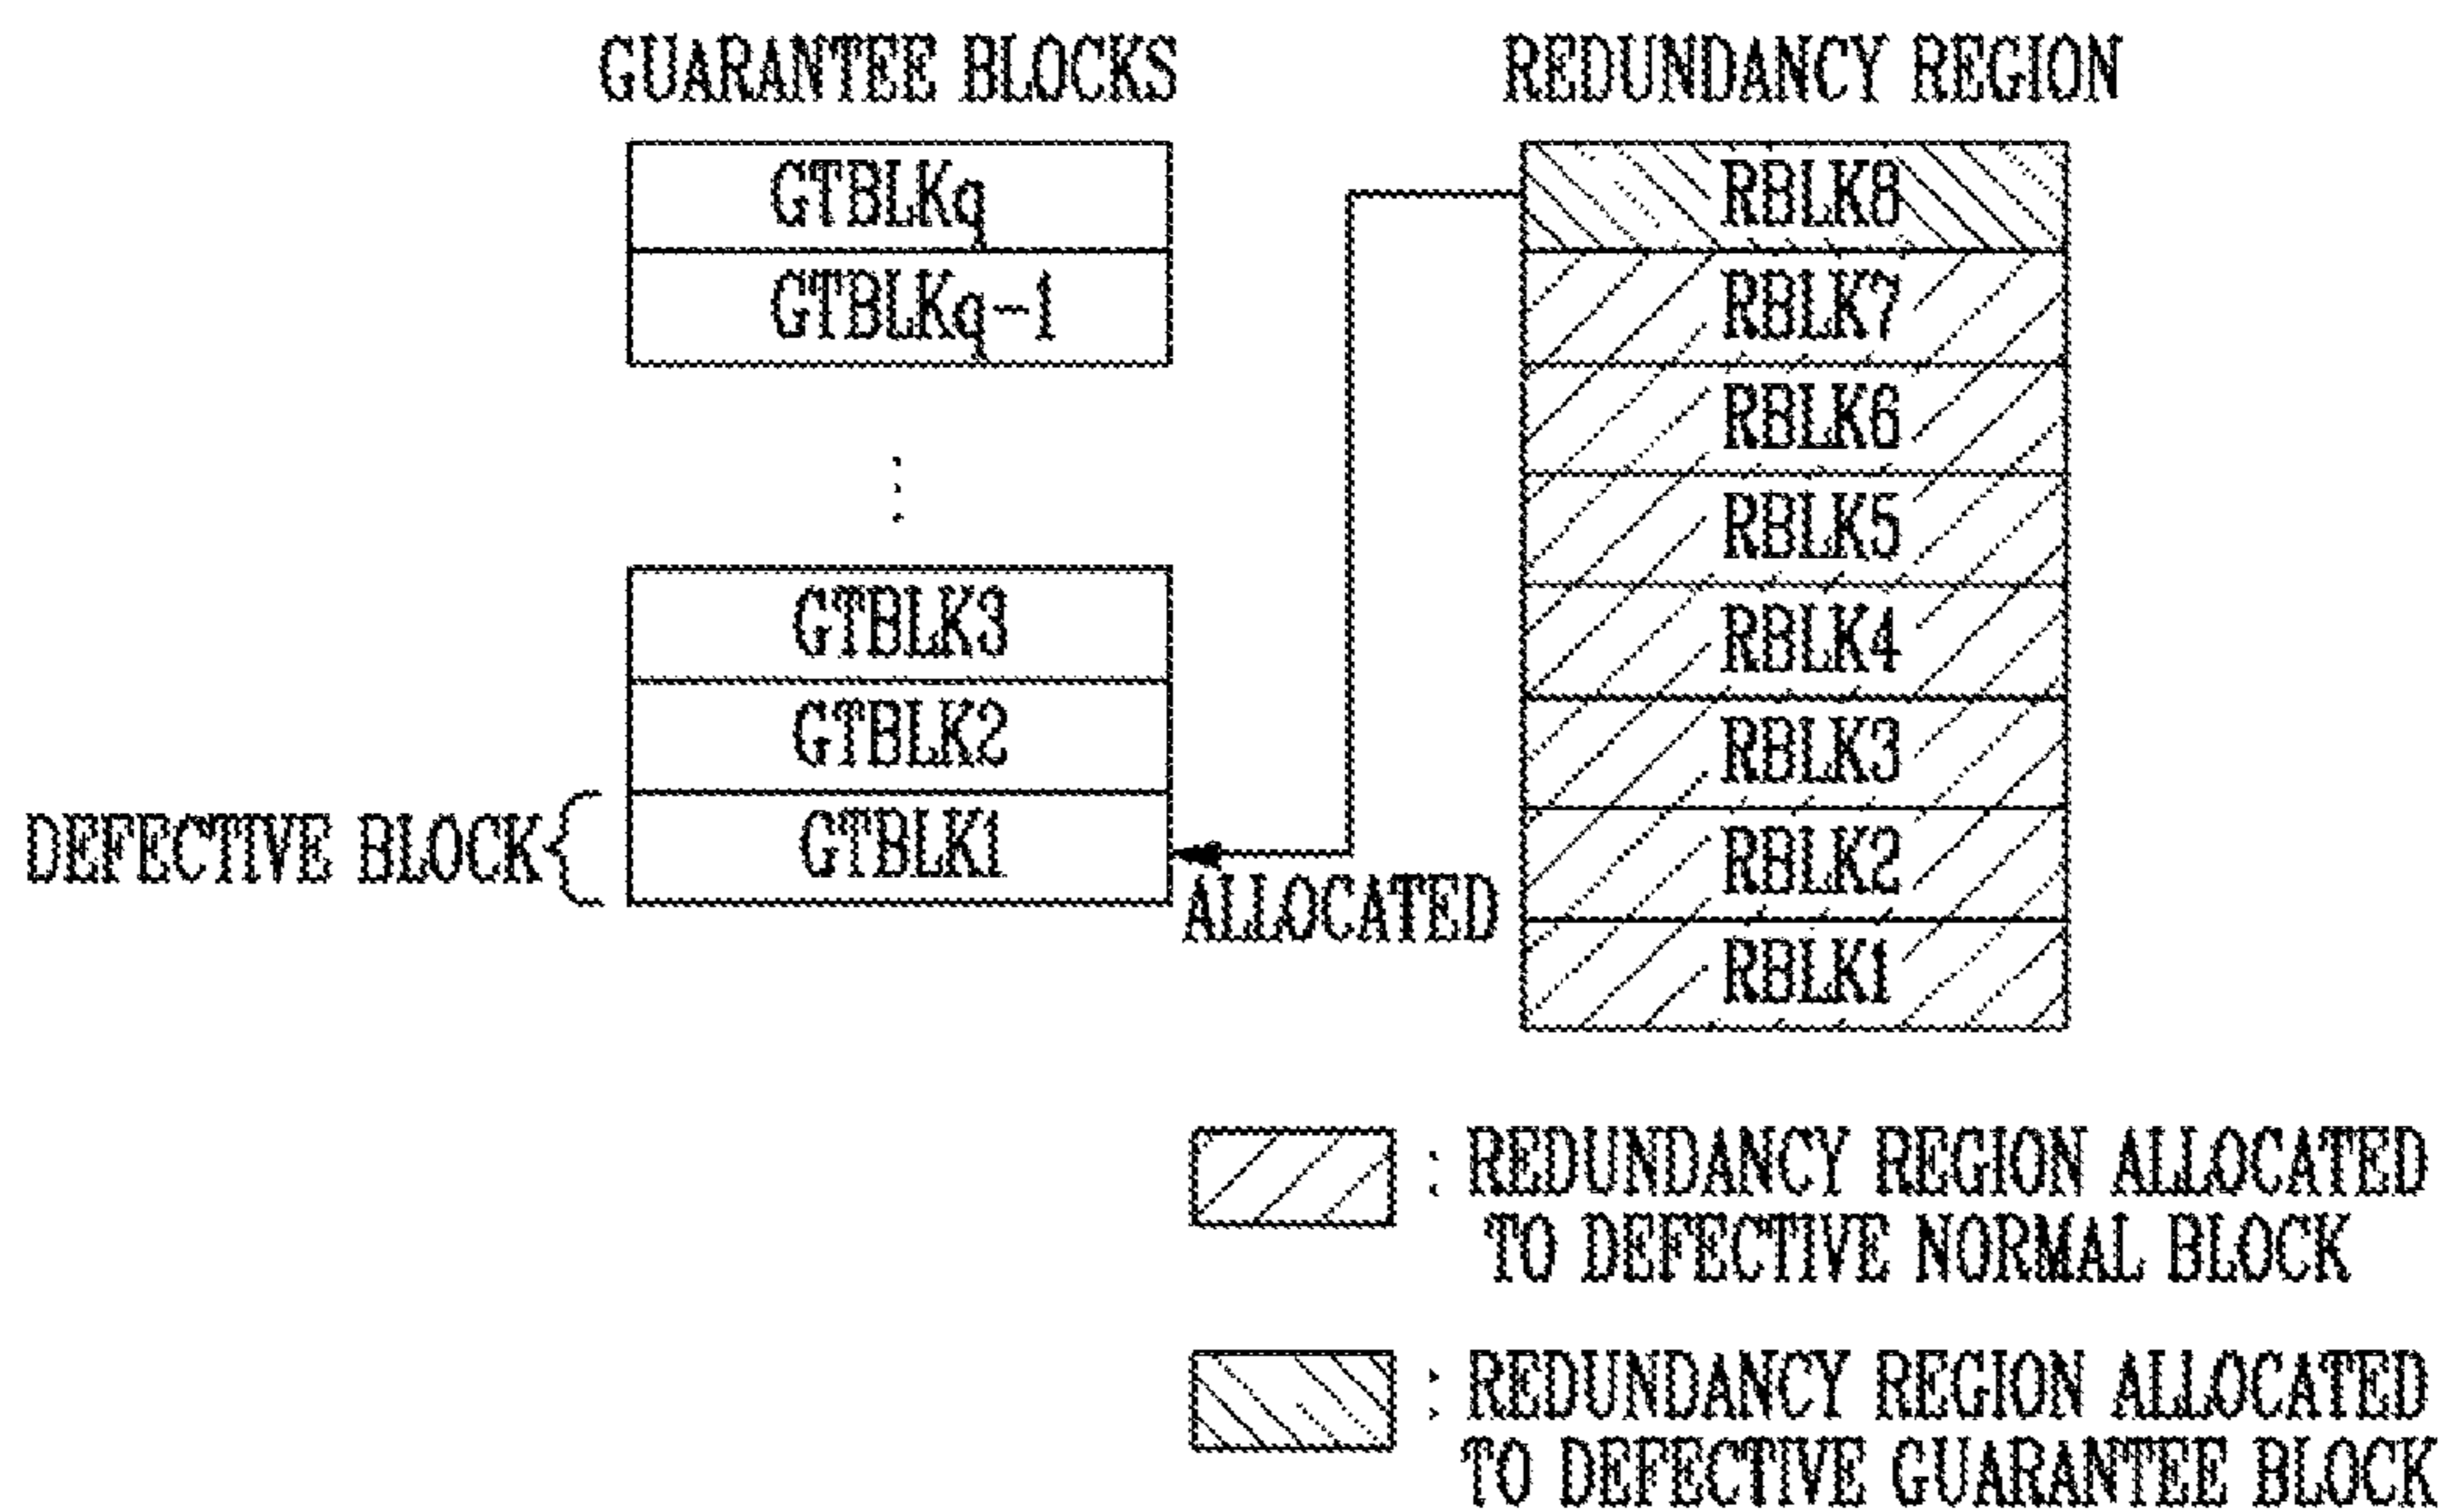 GUARANTEE BLOCKS
GTBLKq
GTBLKq-1
GTBLK3
GTBLK2
DEFECTIVE BLOCK
GTBLK1
ALLOCATED
REDUNDANCY REGION
RBLK8
RBLK7
RBLK6
RBLK5
RBLK4
RBLK3
RBLK2
RBLK1
: REDUNDANCY REGION ALLOCATED
TO DEFECTIVE NORMAL BLOCK
: REDUNDANCY REGION ALLOCATED
TO DEFECTIVE GUARANTEE BLOCK